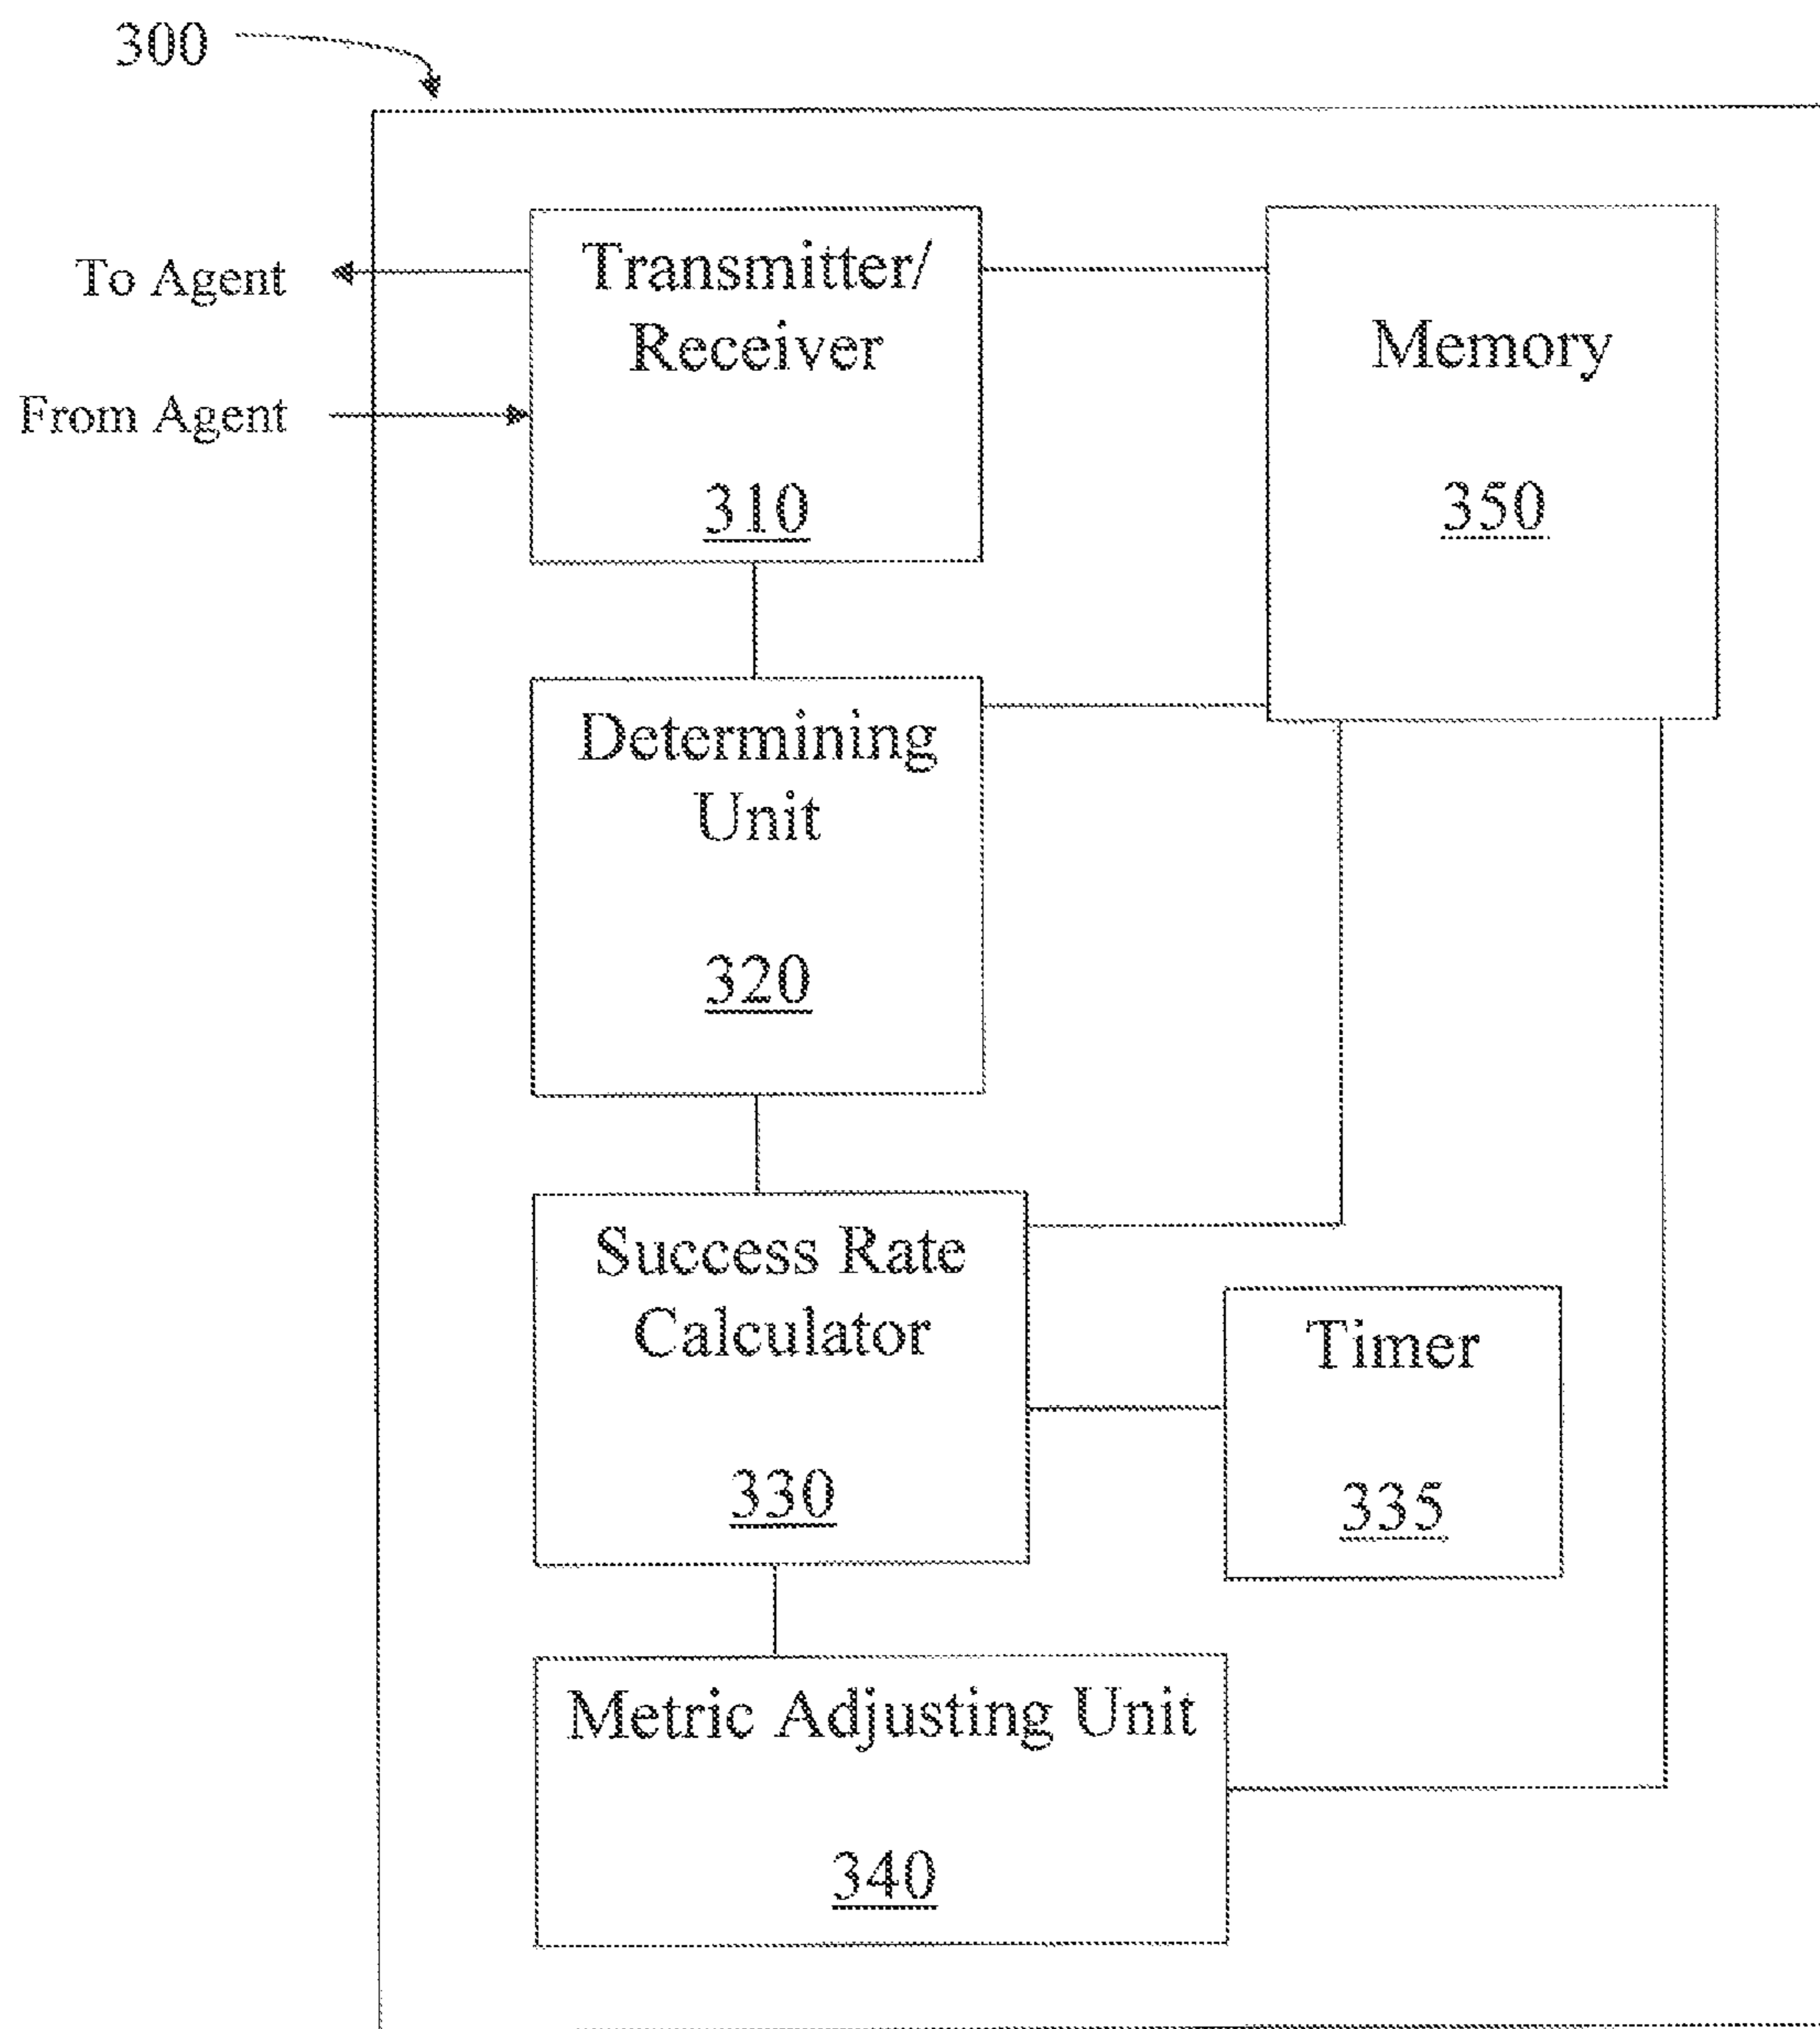 300
To Agent
From Agent
Transmitter/
Receiver
310
Memory
350
Determining
Unit
320
Success Rate
Calculator
330
Timer
335
Metric Adjusting Unit
340